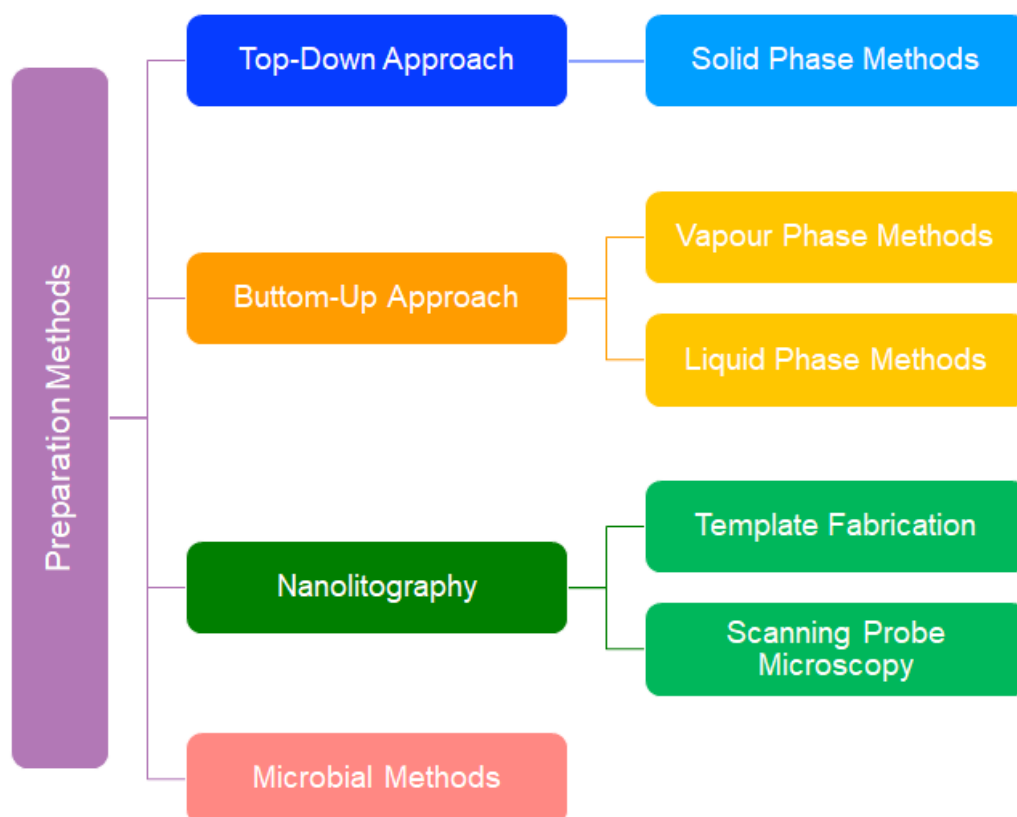 Preparation Methods
Top-Down Approach
Solid Phase Methods
Buttom-Up Approach
Vapour Phase Methods
Liquid Phase Methods
Nanolitography
Template Fabrication
Scanning Probe
Microscopy
Microbial Methods